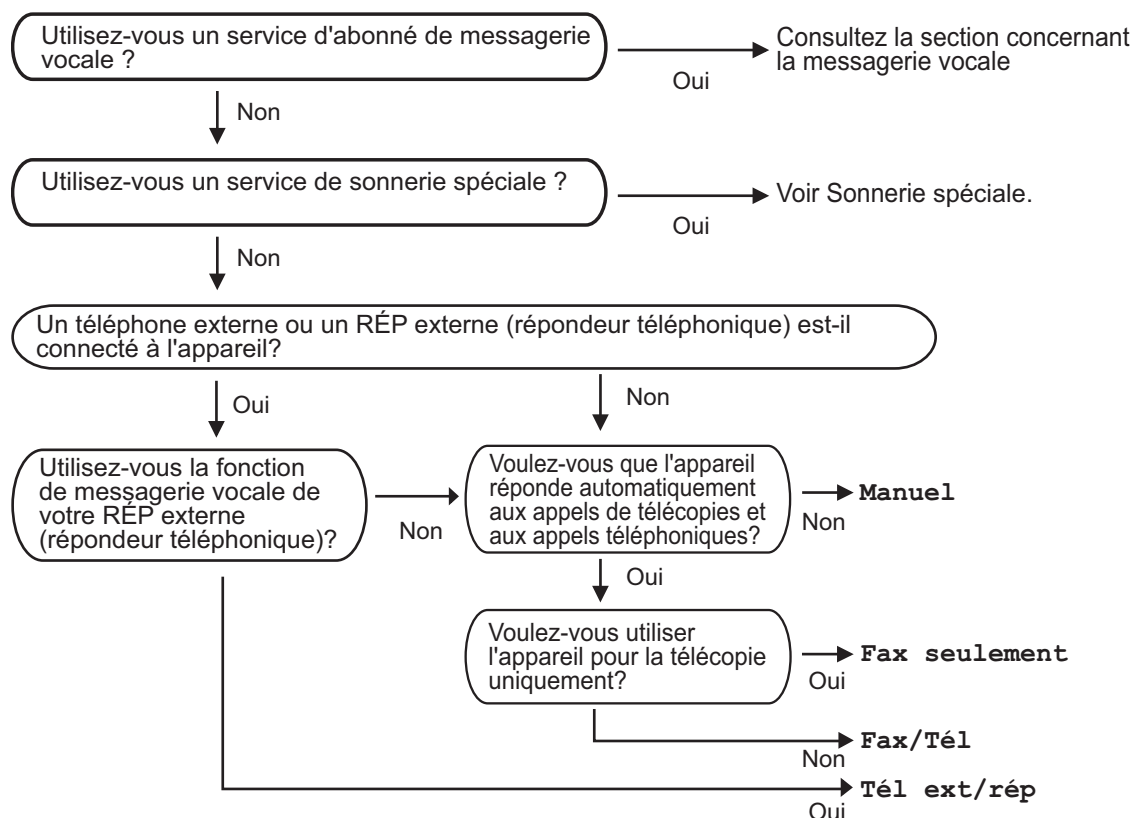 Utilisez-vous un service d'abonné de messagerie
vocale ?
Consultez la section concernant
la messagerie vocale
Oui
Non
Utilisez-vous un service de sonnerie spéciale ?
Voir Sonnerie spéciale.
Oui
Non
Un téléphone externe ou un RÉP externe (répondeur téléphonique) est-il
connecté à l'appareil?
Oui
Non
Utilisez-vous la fonction
de messagerie vocale de
votre RÉP externe
(répondeur téléphonique)?
Non
Voulez-vous que l'appareil
réponde automatiquement
aux appels de télécopies et
aux appels téléphoniques?
Manuel
Non
Oui
Voulez-vous utiliser
l'appareil pour la télécopie
uniquement?
Fax seulement
Oui
Fax/Tél
Non
Tél ext/rép
Oui